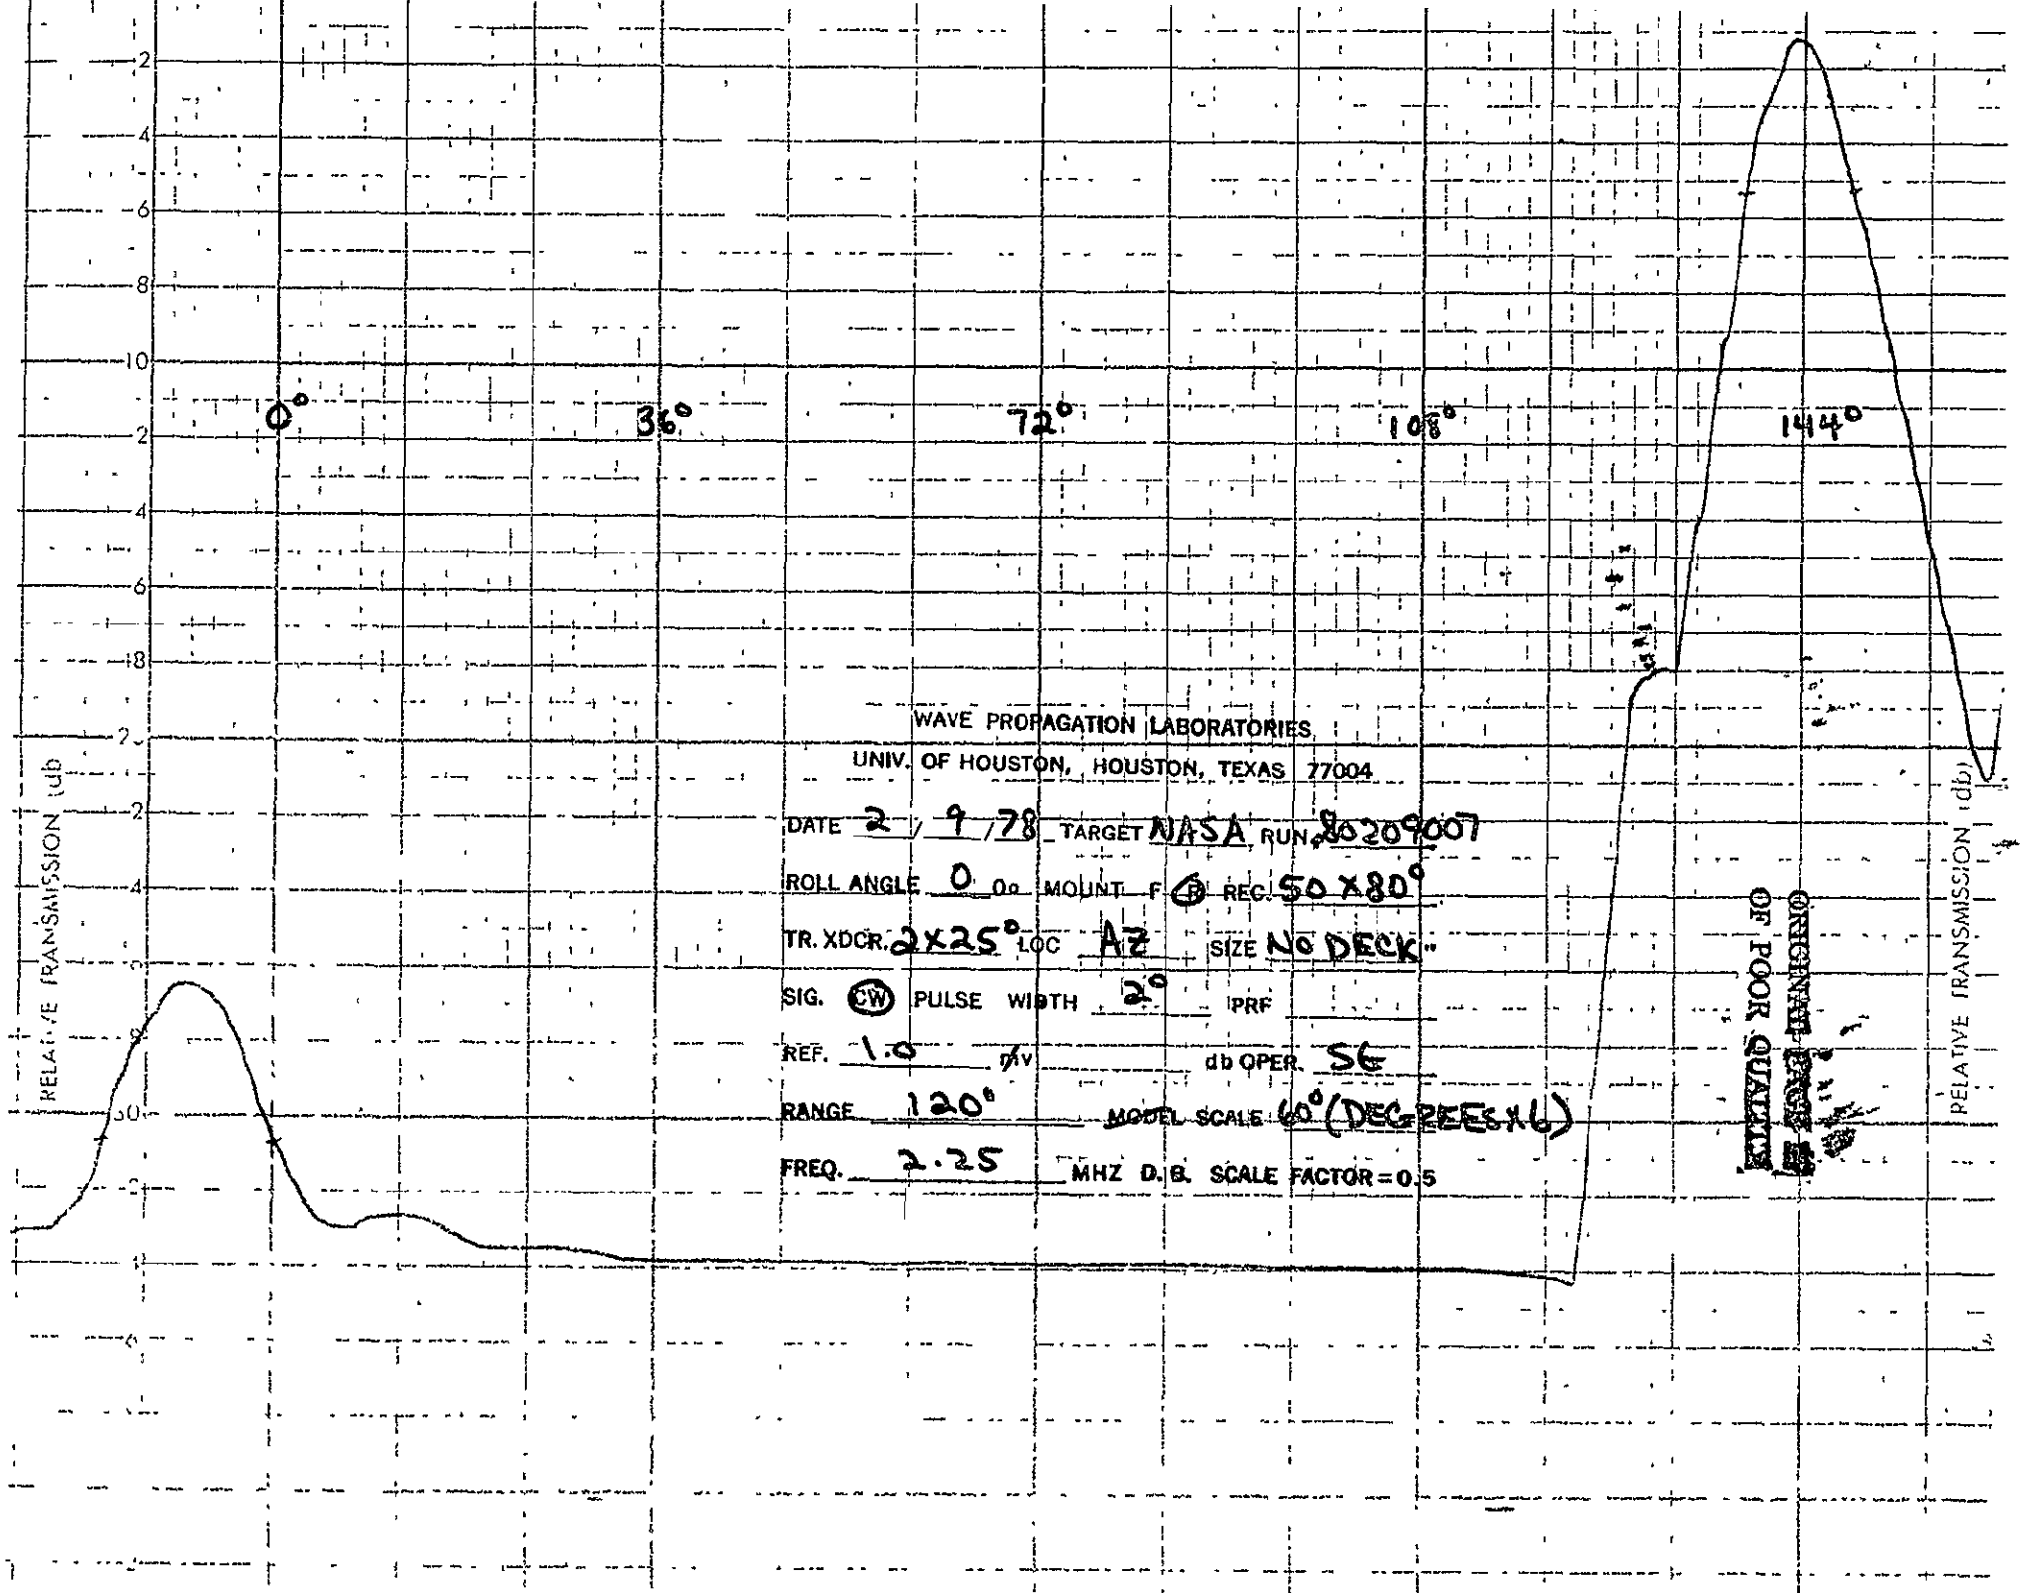 2
4
6
8
10
0° 36° 72° 108° 144°
2
4
6
18
2
WAVE PROPAGATION LABORATORIES
UNIV. OF HOUSTON, HOUSTON, TEXAS 77004
DATE 2 / 9 / 78 TARGET NASA RUN 80209007
ROLL ANGLE 0 MOUNT F R REC. 50 X 80°
TR. XDCR. 2X25° LOC AZ SIZE NO DECK"
SIG. CW PULSE WIDTH 2° PRF
REF. 1.0 mv db OPER. SE
RANGE 120° MODEL SCALE 60° (DEGREES X 6)
FREQ. 2.25 MHZ D.B. SCALE FACTOR = 0.5
RELATIVE TRANSMISSION (db
RELATIVE TRANSMISSION (db)
ORIGINAL PAGE IS
OF POOR QUALITY